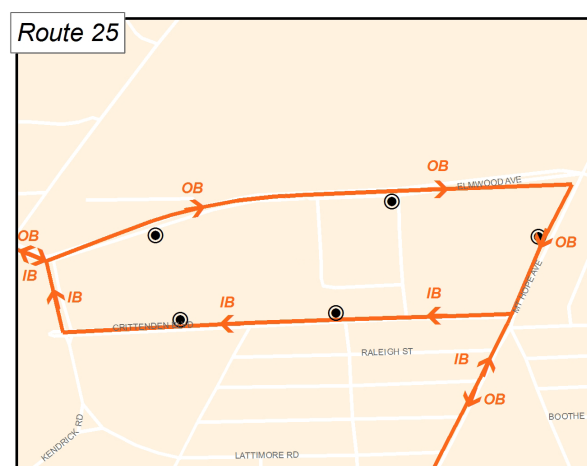 Route 25
OB
ELMWOOD AVE
OB
OB
OB
IB
IB
IB
IB
MT HOPE AVE
CRITTENDEN
RALEIGH ST
IB
OB
BOOTHE
KENDRICK RD
LATTIMORE RD